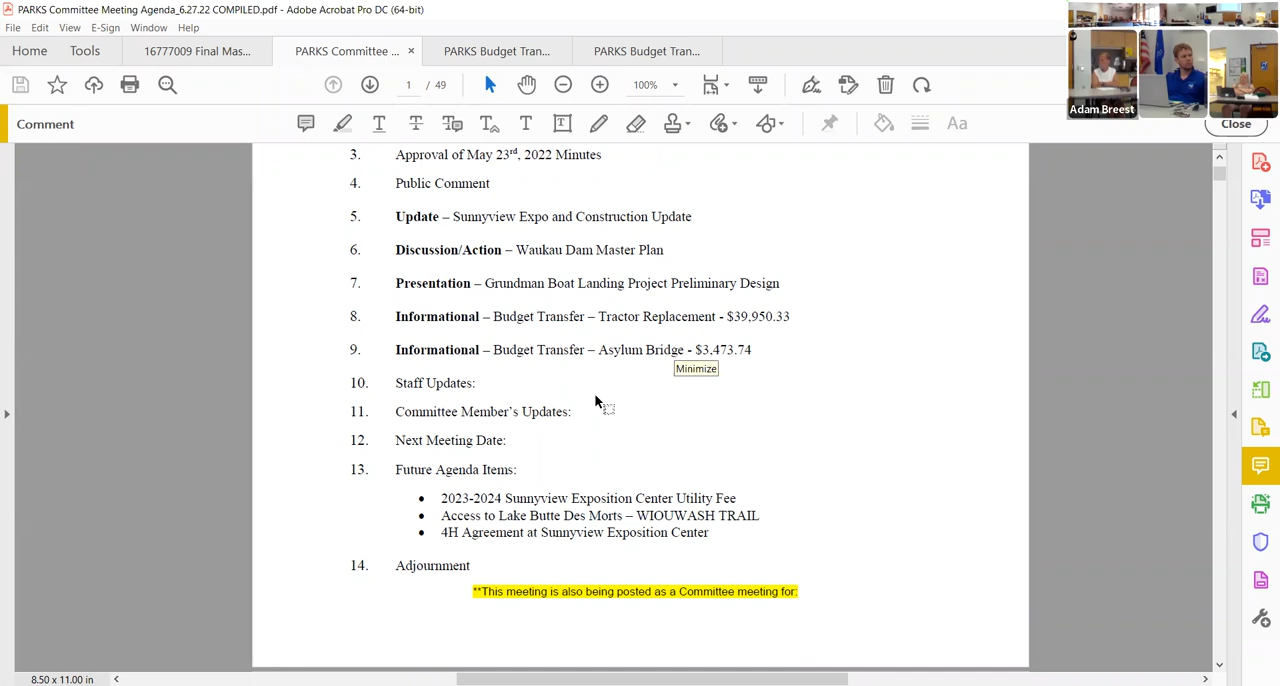 PARKS Committee Meeting Agenda_6.27.22 COMPILED.pdf - Adobe Acrobat Pro DC (64-bit)
File Edit View E-Sign Window Help
Home Tools 16777009 Final Mas... PARKS Committee ... × PARKS Budget Tran... PARKS Budget Tran...
1 / 49 100%
Adam Breest
Comment Aa Close
3. Approval of May 23rd, 2022 Minutes
4. Public Comment
5. Update – Sunnyview Expo and Construction Update
6. Discussion/Action – Waukau Dam Master Plan
7. Presentation – Grundman Boat Landing Project Preliminary Design
8. Informational – Budget Transfer – Tractor Replacement - $39,950.33
9. Informational – Budget Transfer – Asylum Bridge - $3,473.74
Minimize
10. Staff Updates:
11. Committee Member's Updates:
12. Next Meeting Date:
13. Future Agenda Items:
• 2023-2024 Sunnyview Exposition Center Utility Fee
• Access to Lake Butte Des Morts – WIOUWASH TRAIL
• 4H Agreement at Sunnyview Exposition Center
14. Adjournment
**This meeting is also being posted as a Committee meeting for:
8.50 x 11.00 in